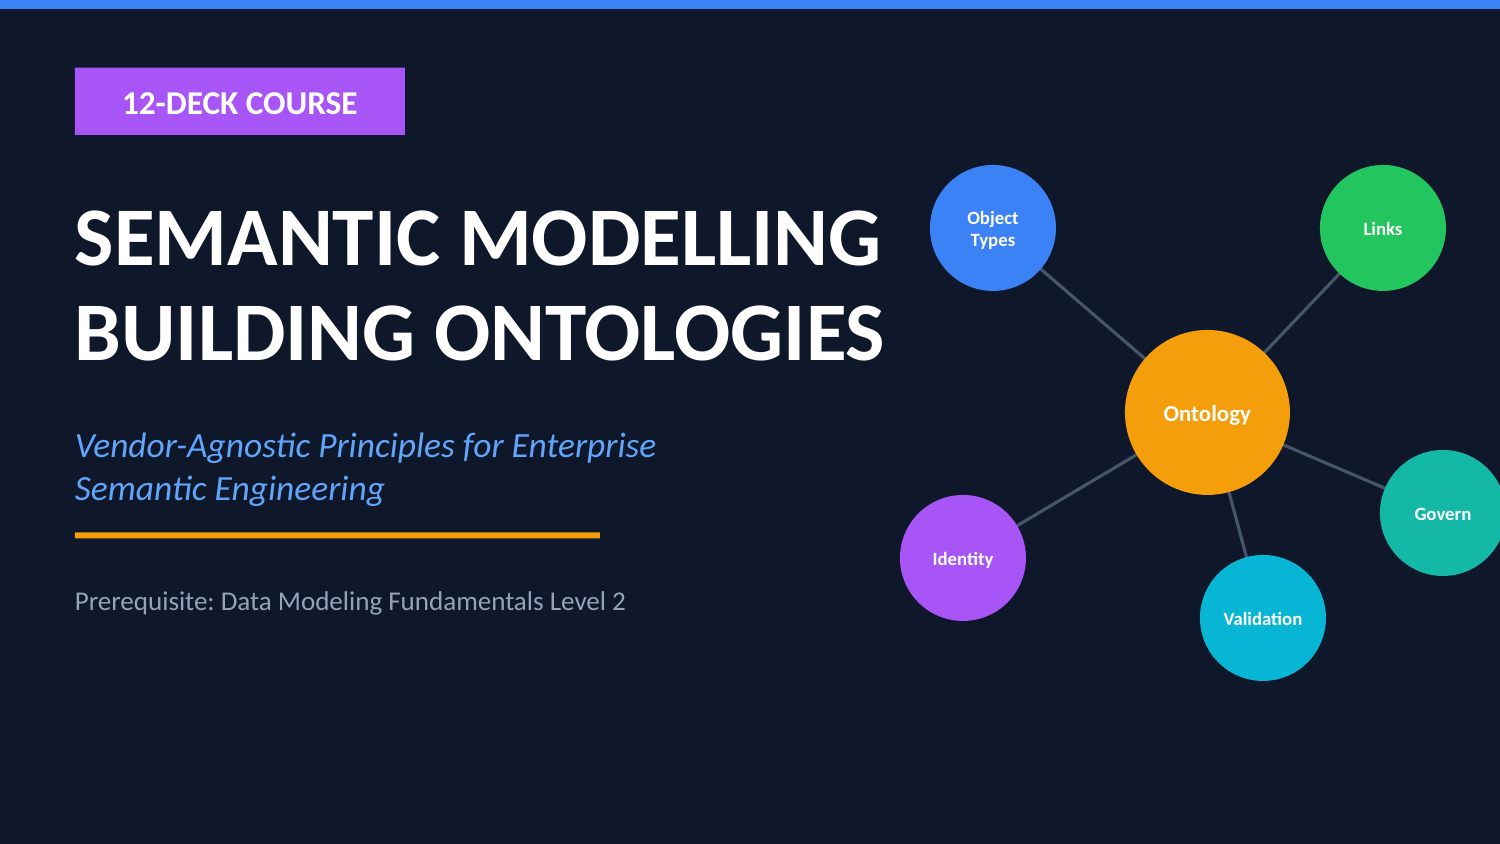 12-DECK COURSE
SEMANTIC MODELLING
BUILDING ONTOLOGIES
Vendor-Agnostic Principles for Enterprise
Semantic Engineering
Prerequisite: Data Modeling Fundamentals Level 2
Object
Types
Links
Ontology
Govern
Identity
Validation